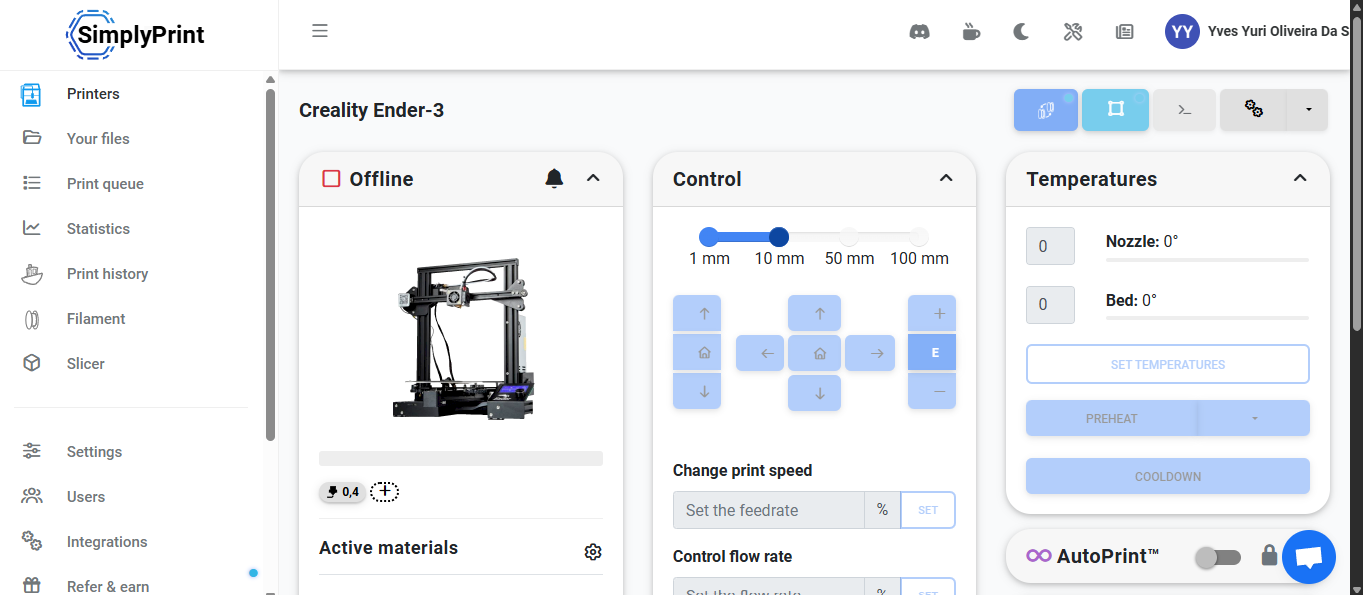 SimplyPrint
Yves Yuri Oliveira Da S
YY
Printers
Your files
Print queue
Statistics
Print history
Filament
Slicer
Settings
Users
Integrations
Refer & earn
Creality Ender-3
Offline
0,4
Active materials
Control
1 mm 10 mm 50 mm 100 mm
E
Change print speed
Set the feedrate % SET
Control flow rate
Set the flow rate % SET
Temperatures
0 Nozzle: 0°
0 Bed: 0°
SET TEMPERATURES
PREHEAT
COOLDOWN
AutoPrint™